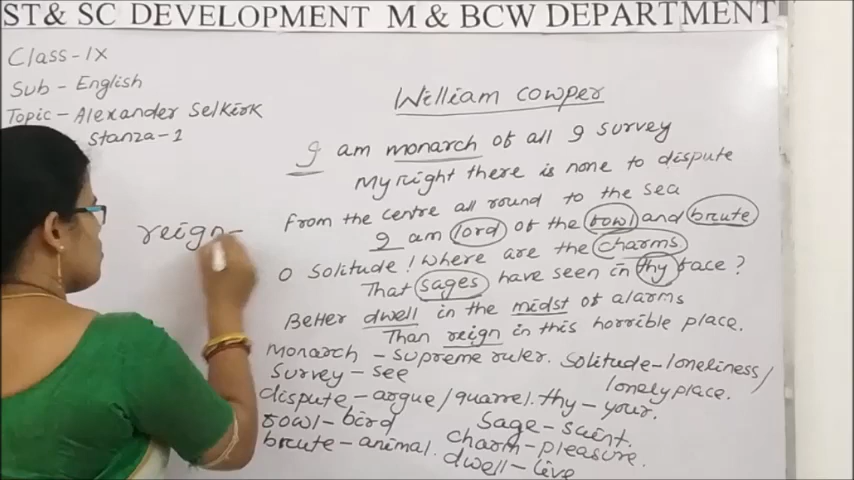 ST& SC DEVELOPMENT M & BCW DEPARTMENT
Class-IX
Sub - English
Topic - Alexander Selkirk
Stanza-1
William Cowper
I am monarch of all I survey
My right there is none to dispute
From the centre all round to the sea
I am lord of the fowl and brute
O Solitude! Where are the charms
That sages have seen in thy face?
Better dwell in the midst of alarms
Than reign in this horrible place.
reign-
Monarch - supreme ruler. Solitude-loneliness/
lonely place.
Survey - see
dispute-argue/quarrel. thy - your.
fowl-bird Sage-saint.
brute-animal. charm-pleasure.
dwell-live